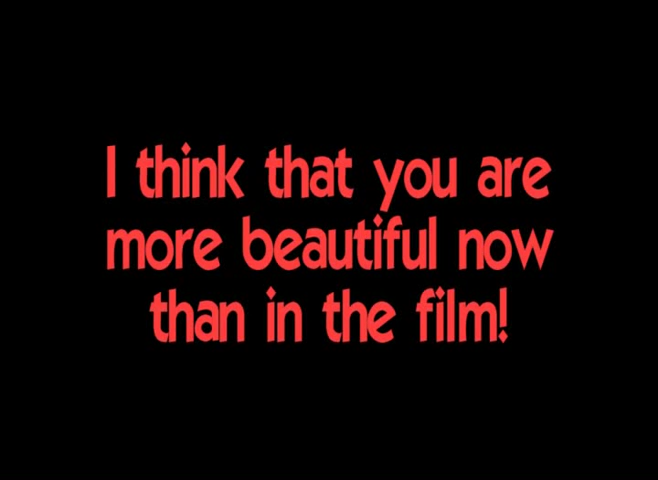 I think that you are
more beautiful now
than in the film!